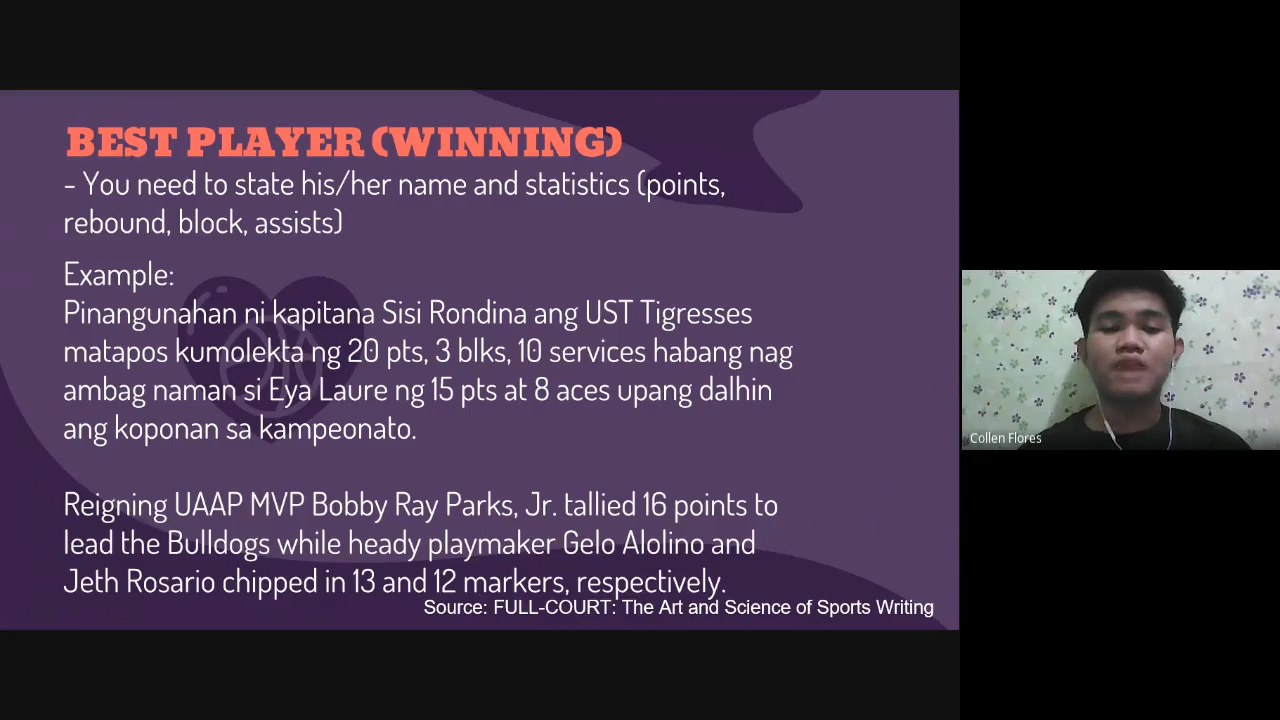 BEST PLAYER (WINNING)
- You need to state his/her name and statistics (points,
rebound, block, assists)
Example:
Pinangunahan ni kapitana Sisi Rondina ang UST Tigresses
matapos kumolekta ng 20 pts, 3 blks, 10 services habang nag
ambag naman si Eya Laure ng 15 pts at 8 aces upang dalhin
ang koponan sa kampeonato.
Reigning UAAP MVP Bobby Ray Parks, Jr. tallied 16 points to
lead the Bulldogs while heady playmaker Gelo Alolino and
Jeth Rosario chipped in 13 and 12 markers, respectively.
Source: FULL-COURT: The Art and Science of Sports Writing
Collen Flores